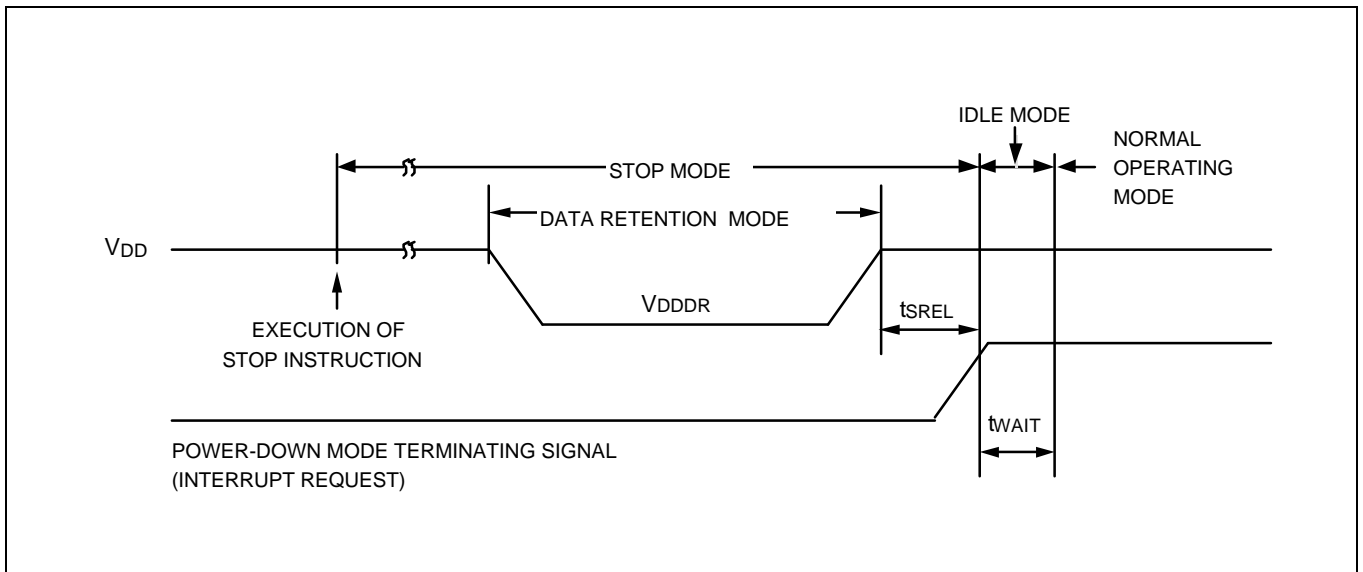 IDLE MODE
NORMAL
OPERATING
MODE
STOP MODE
DATA RETENTION MODE
VDD
VDDDR
tSREL
EXECUTION OF
STOP INSTRUCTION
tWAIT
POWER-DOWN MODE TERMINATING SIGNAL
(INTERRUPT REQUEST)